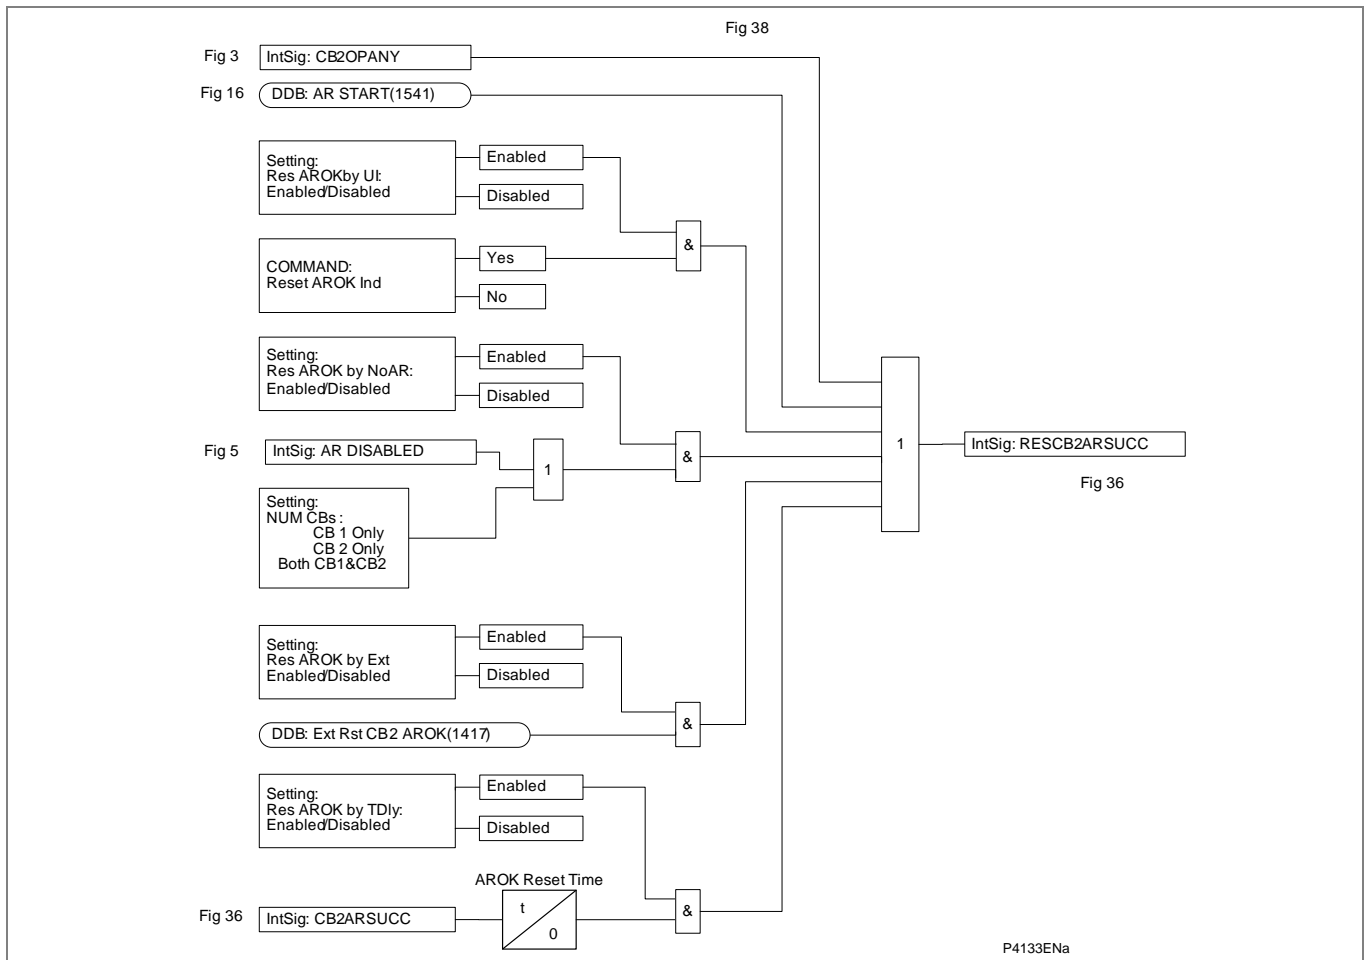 Fig 38
Fig 3
IntSig: CB2OPANY
Fig 16
DDB: AR START(1541)
Setting:
Res AROKby UI:
Enabled/Disabled
Enabled
Disabled
&
COMMAND:
Reset AROK Ind
Yes
No
Setting:
Res AROK by NoAR:
Enabled/Disabled
Enabled
Disabled
&
Fig 5
IntSig: AR DISABLED
1
1
IntSig: RESCB2ARSUCC
Fig 36
Setting:
NUM CBs :
CB 1 Only
CB 2 Only
Both CB1&CB2
Setting:
Res AROK by Ext
Enabled/Disabled
Enabled
Disabled
&
DDB: Ext Rst CB2 AROK(1417)
Setting:
Res AROK by TDly:
Enabled/Disabled
Enabled
Disabled
AROK Reset Time
Fig 36
IntSig: CB2ARSUCC
t
0
&
P4133ENa